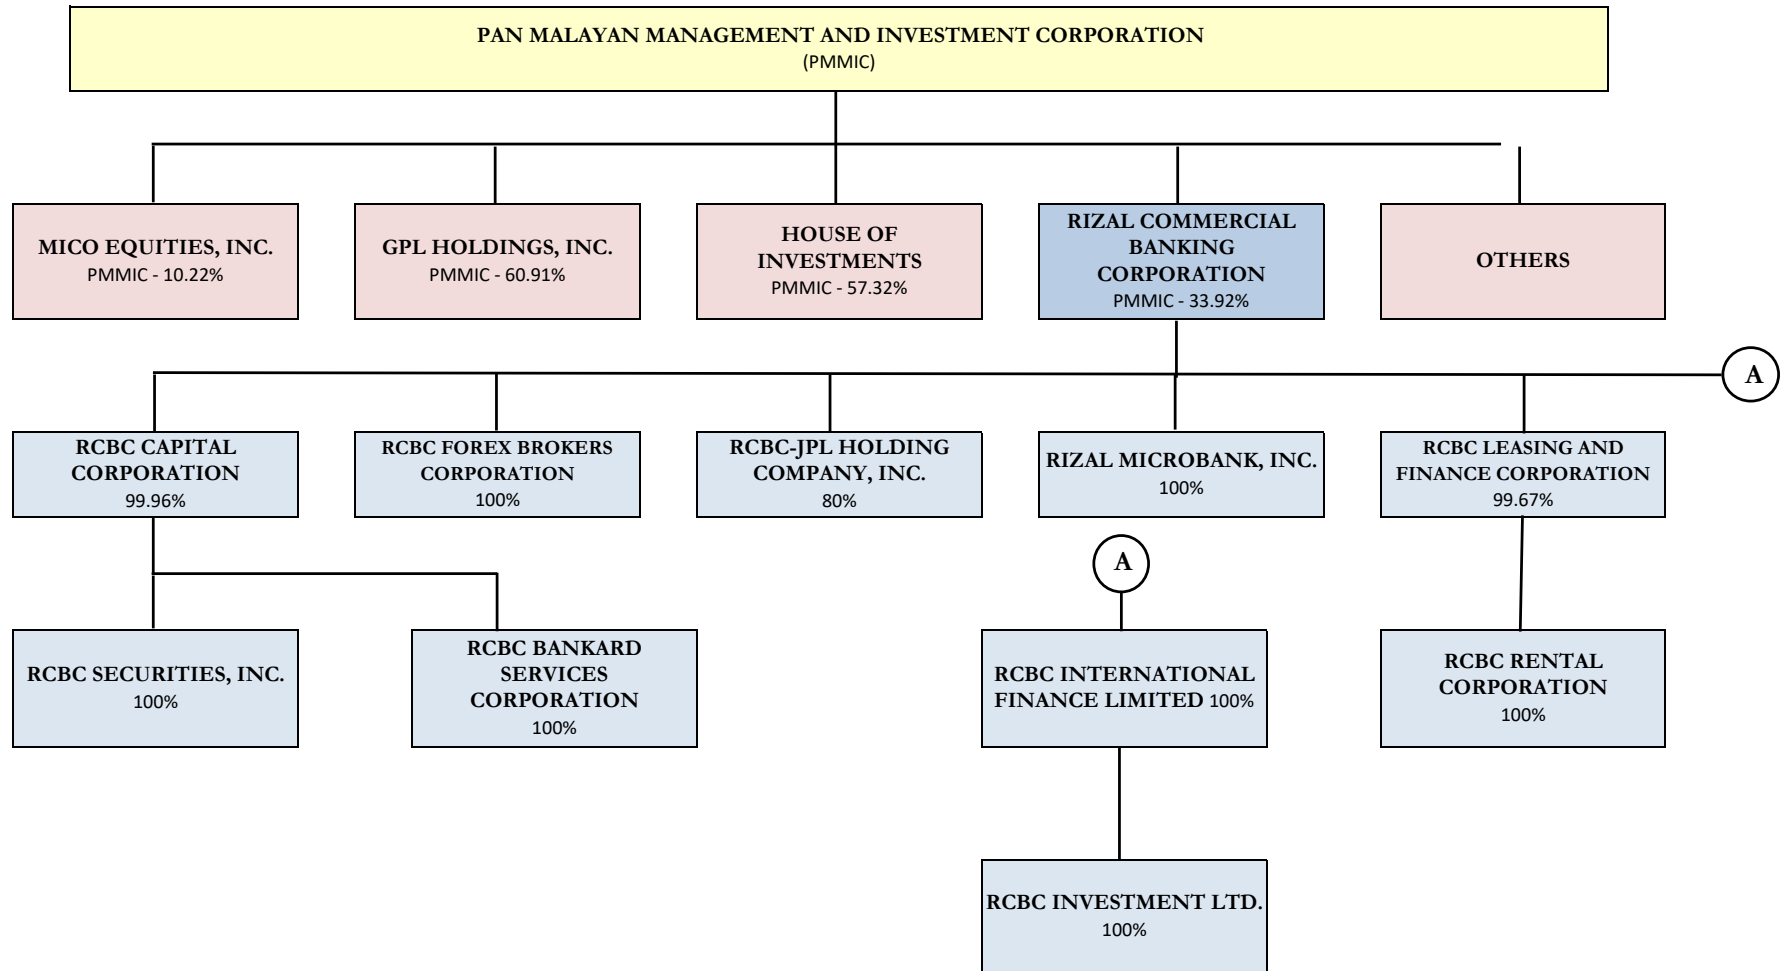 PAN MALAYAN MANAGEMENT AND INVESTMENT CORPORATION
(PMMIC)
MICO EQUITIES, INC.
PMMIC - 10.22%
GPL HOLDINGS, INC.
PMMIC - 60.91%
HOUSE OF
INVESTMENTS
PMMIC - 57.32%
RIZAL COMMERCIAL
BANKING
CORPORATION
PMMIC - 33.92%
OTHERS
A
RCBC CAPITAL
CORPORATION
99.96%
RCBC FOREX BROKERS
CORPORATION
100%
RCBC-JPL HOLDING
COMPANY, INC.
80%
RIZAL MICROBANK, INC.
100%
RCBC LEASING AND
FINANCE CORPORATION
99.67%
A
RCBC SECURITIES, INC.
100%
RCBC BANKARD
SERVICES
CORPORATION
100%
RCBC INTERNATIONAL
FINANCE LIMITED 100%
RCBC RENTAL
CORPORATION
100%
RCBC INVESTMENT LTD.
100%